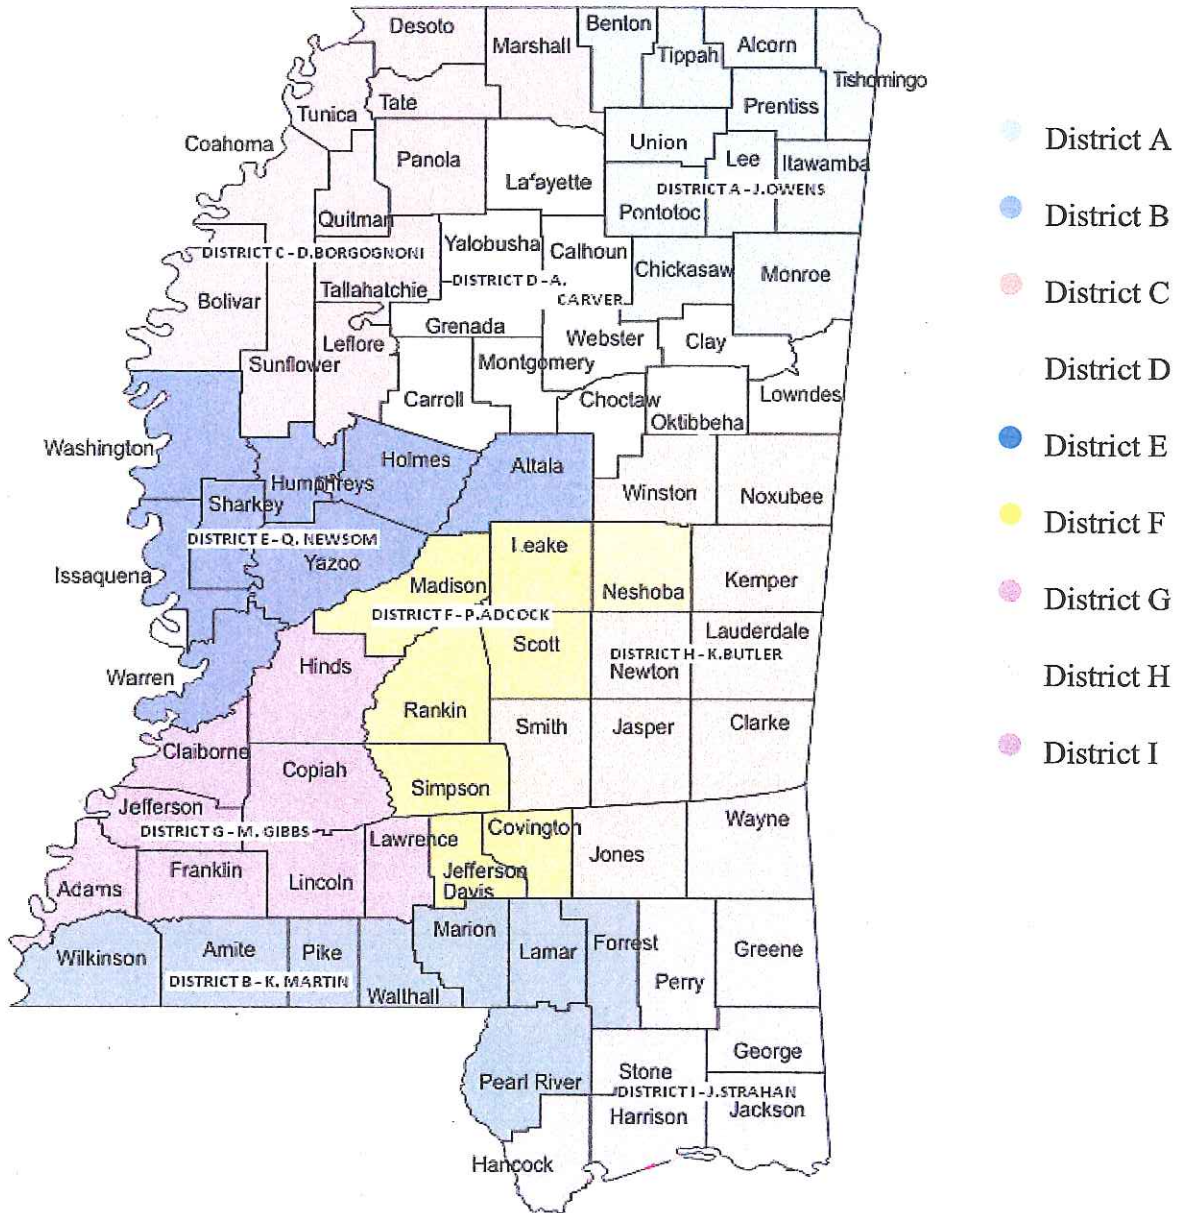 Desoto
Marshall
Benton
Tippah
Alcorn
Tishomingo
Tunica
Tate
Prentiss
Coahoma
Panola
Lafayette
Union
Lee
Itawamba
DISTRICT A - J.OWENS
Quitman
Pontotoc
DISTRICT C - D.BORGOGNONI
Yalobusha
Calhoun
Chickasaw
Monroe
DISTRICT D - A.
CARVER
Bolivar
Tallahatchie
Grenada
Webster
Clay
Sunflower
Leflore
Montgomery
Carroll
Choctaw
Oktibbeha
Lowndes
Washington
Humphreys
Holmes
Altala
Winston
Noxubee
Sharkey
DISTRICT E - Q. NEWSOM
Issaquena
Yazoo
Madison
Leake
Neshoba
Kemper
DISTRICT F - P.ADCOCK
Scott
Lauderdale
DISTRICT H - K.BUTLER
Newton
Warren
Hinds
Rankin
Smith
Jasper
Clarke
Claiborne
Copiah
Simpson
Jefferson
DISTRICT G - M. GIBBS
Lawrence
Covington
Jones
Wayne
Adams
Franklin
Lincoln
Jefferson
Davis
Wilkinson
Amite
Pike
Walthall
DISTRICT B - K. MARTIN
Marion
Lamar
Forrest
Perry
Greene
Pearl River
Stone
George
DISTRICT I - J.STRAHAN
Harrison
Jackson
Hancock
District A
District B
District C
District D
District E
District F
District G
District H
District I